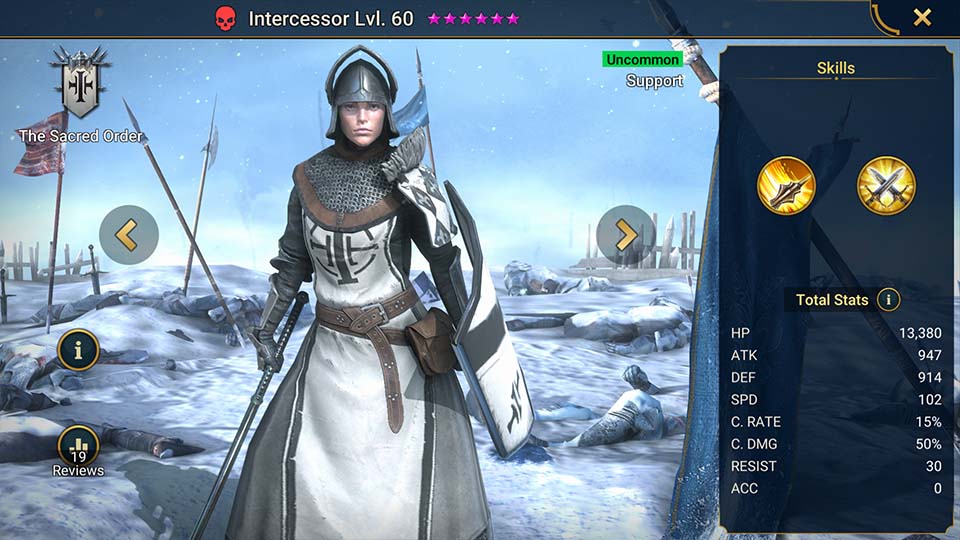 Intercessor Lvl. 60
Uncommon
Support
The Sacred Order
Skills
Total Stats i
HP 13,380
ATK 947
DEF 914
SPD 102
C. RATE 15%
C. DMG 50%
RESIST 30
ACC 0
i
19
Reviews